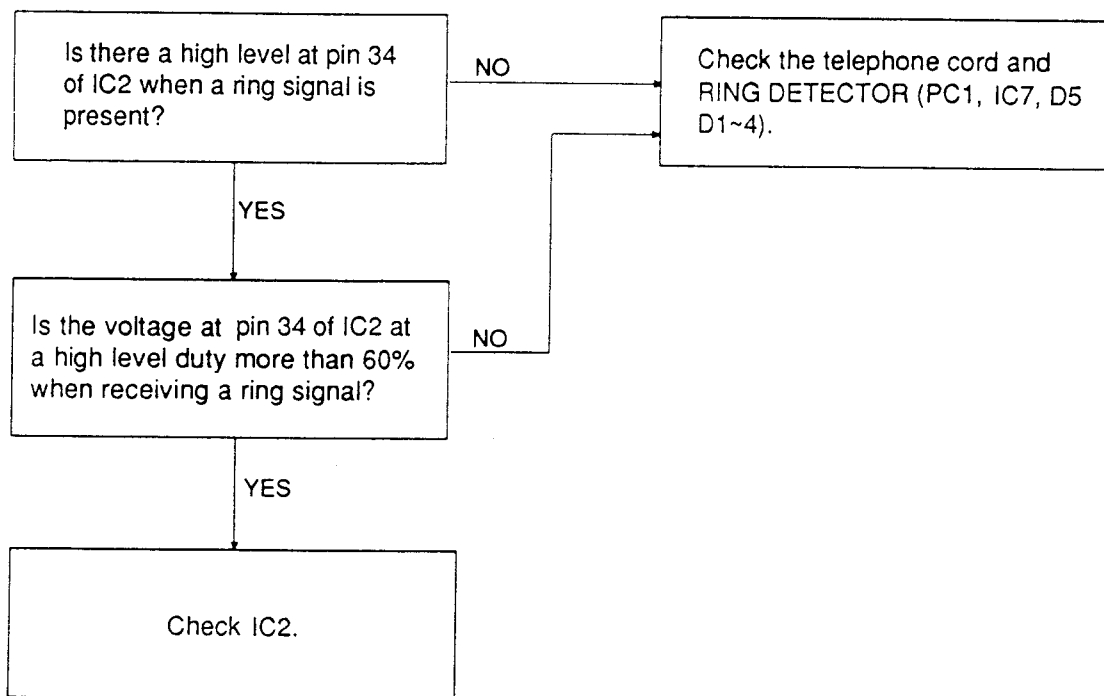 Is there a high level at pin 34
of IC2 when a ring signal is
present?
NO
Check the telephone cord and
RING DETECTOR (PC1, IC7, D5
D1~4).
YES
Is the voltage at pin 34 of IC2 at
a high level duty more than 60%
when receiving a ring signal?
NO
YES
Check IC2.